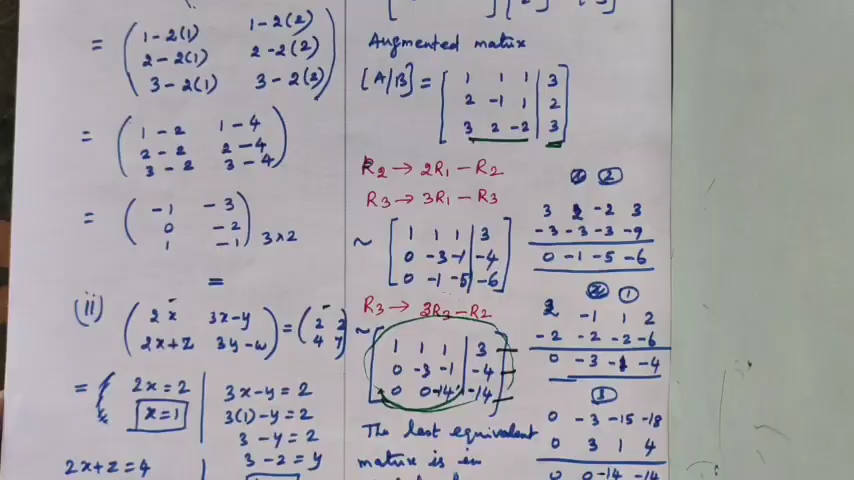 = ( 1-2(1) 1-2(2)
2-2(1) 2-2(2)
3-2(1) 3-2(2) )
= ( 1-2 1-4
2-2 2-4
3-2 3-4 )
= ( -1 -3
0 -2
1 -1 ) 3x2
=
(ii) ( 2x 3x-y
2x+z 3y-w ) = ( 2 2
4 7 )
= 2x=2
x=1
2x+z=4
3x-y=2
3(1)-y=2
3-y=2
3-2=y
Augmented matrix
[A/B] = [ 1 1 1 | 3
2 -1 1 | 2
3 2 -2 | 3 ]
R2 → 2R1 - R2
R3 → 3R1 - R3
~ [ 1 1 1 | 3
0 -3 -1 | -4
0 -1 -5 | -6 ]
R3 → 3R3 - R2
~ [ 1 1 1 | 3
0 -3 -1 | -4
0 0 -14 | -14 ]
The last equivalent
matrix is in
2
3 2 -2 3
-3 -3 -3 -9
0 -1 -5 -6
1
2 -1 1 2
-2 -2 -2 -6
0 -3 -1 -4
1
0 -3 -15 -18
0 3 1 4
0 0 -14 -14